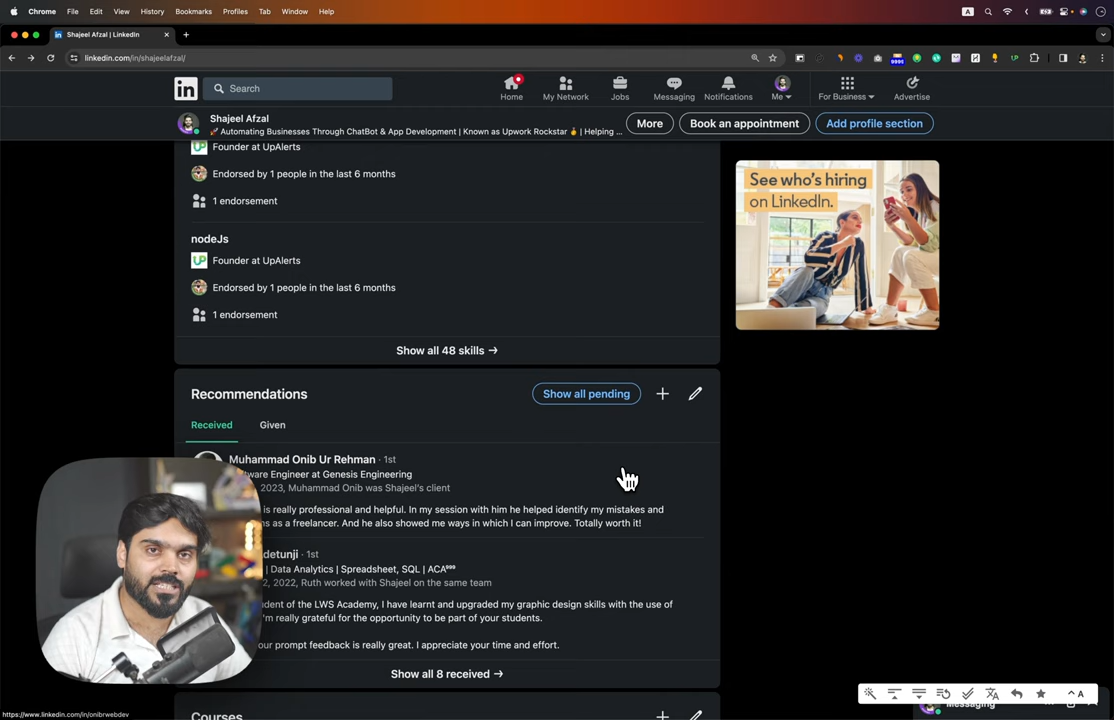 Chrome File Edit View History Bookmarks Profiles Tab Window Help
A
Shajeel Afzal | LinkedIn
linkedin.com/in/shajeelafzal/
9991
in
Search
Home
My Network
Jobs
Messaging
Notifications
Me
For Business
Advertise
Shajeel Afzal
🚀 Automating Businesses Through ChatBot & App Development | Known as Upwork Rockstar 🥇 | Helping ...
More
Book an appointment
Add profile section
Founder at UpAlerts
Endorsed by 1 people in the last 6 months
1 endorsement
nodeJs
Founder at UpAlerts
Endorsed by 1 people in the last 6 months
1 endorsement
Show all 48 skills →
See who's hiring
on LinkedIn.
Recommendations
Show all pending
Received
Given
Muhammad Onib Ur Rehman · 1st
ware Engineer at Genesis Engineering
2023, Muhammad Onib was Shajeel's client
is really professional and helpful. In my session with him he helped identify my mistakes and
s as a freelancer. And he also showed me ways in which I can improve. Totally worth it!
detunji · 1st
| Data Analytics | Spreadsheet, SQL | ACA⁹⁹⁹
2, 2022, Ruth worked with Shajeel on the same team
dent of the LWS Academy, I have learnt and upgraded my graphic design skills with the use of
'm really grateful for the opportunity to be part of your students.
our prompt feedback is really great. I appreciate your time and effort.
Show all 8 received →
Courses
Messaging
A
https://www.linkedin.com/in/onibrwebdev